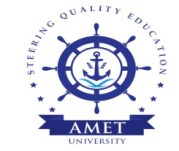 STEERING QUALITY EDUCATION
AMET
UNIVERSITY